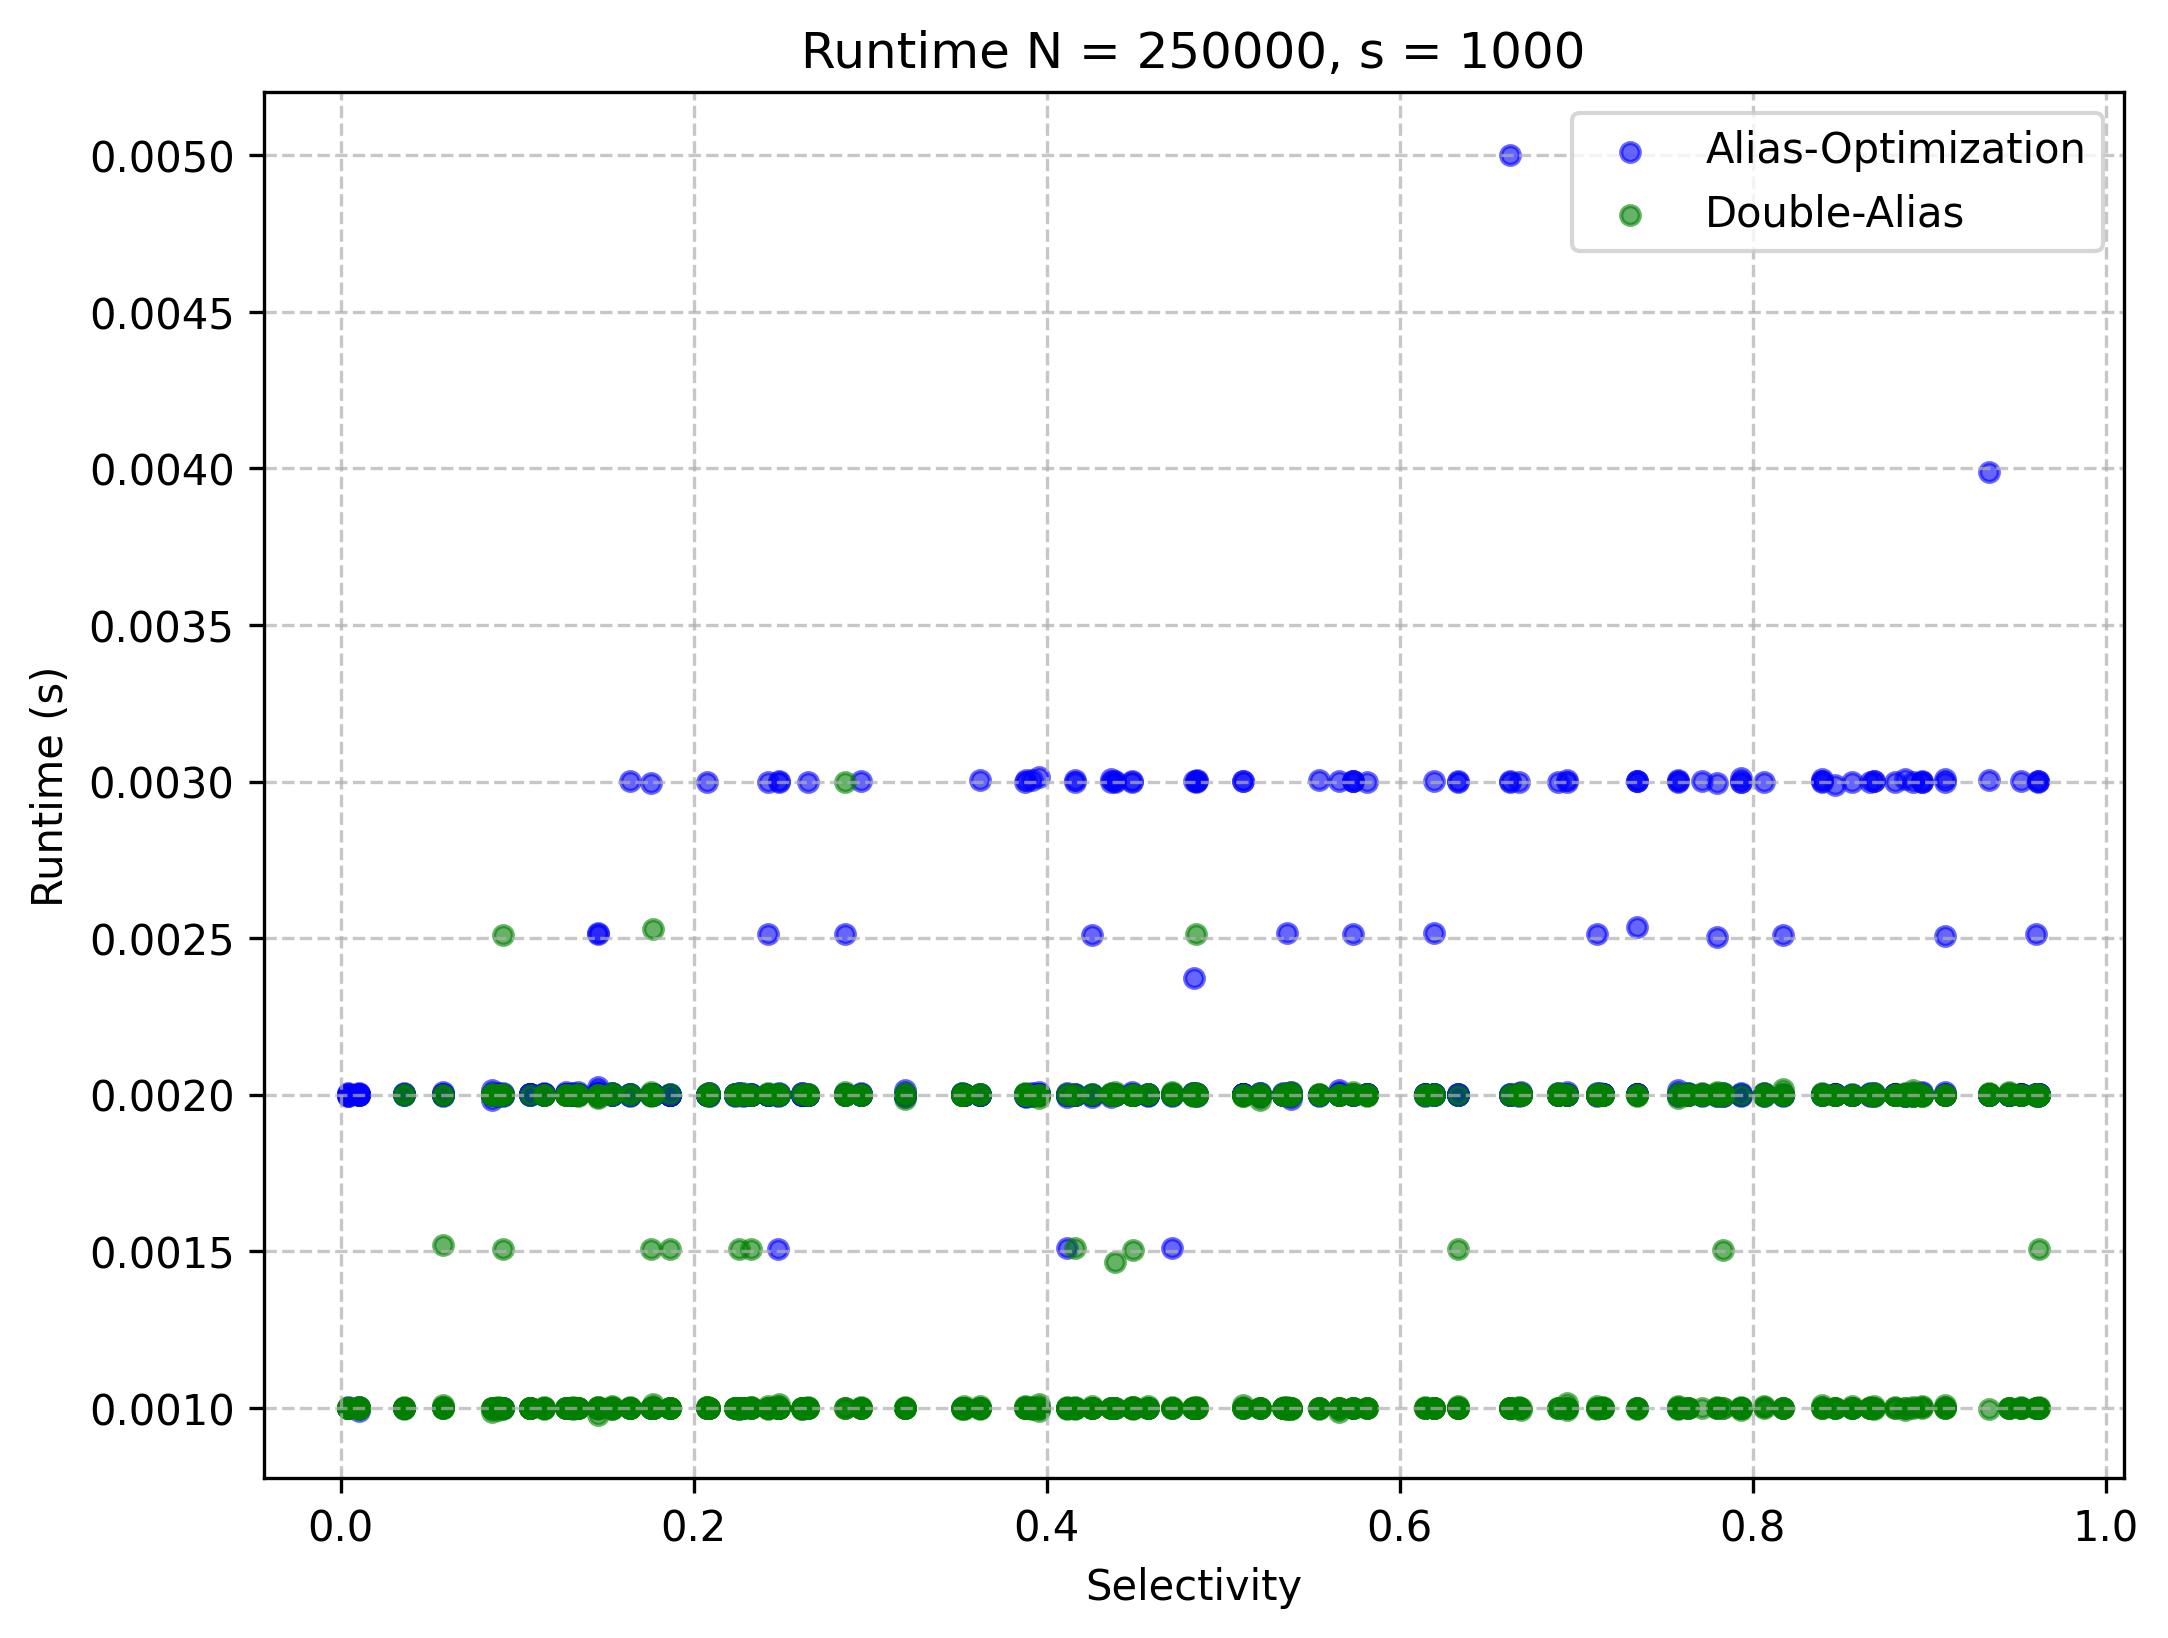 Runtime N = 250000, s = 1000
Alias-Optimization
Double-Alias
Runtime (s)
0.0050
0.0045
0.0040
0.0035
0.0030
0.0025
0.0020
0.0015
0.0010
0.0 0.2 0.4 0.6 0.8 1.0
Selectivity